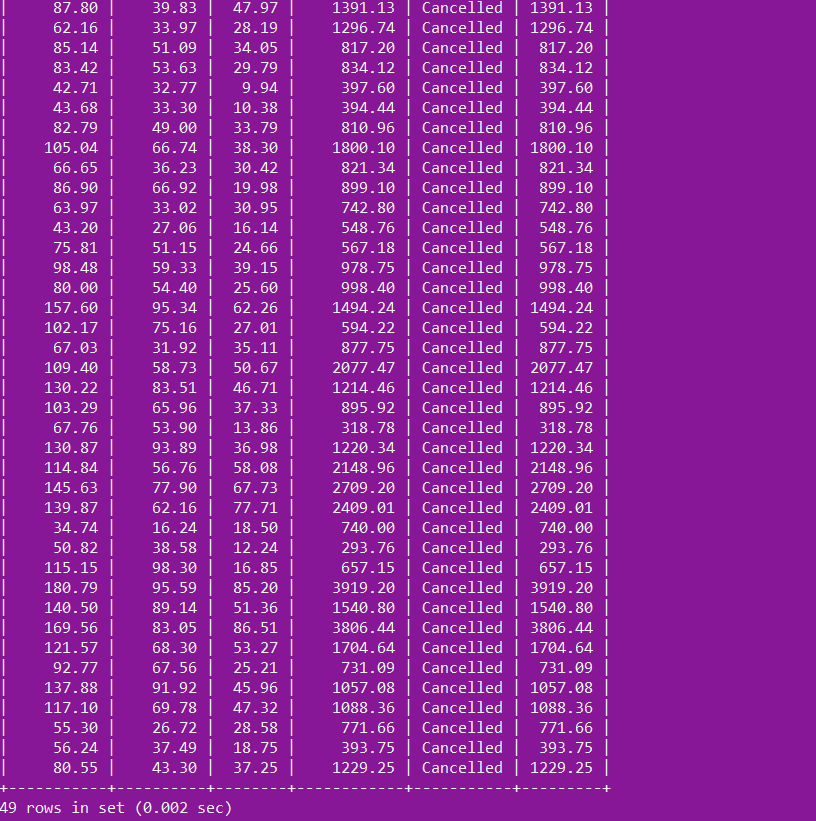 |     87.80 |    39.83 |  47.97 |    1391.13 | Cancelled | 1391.13 |
|     62.16 |    33.97 |  28.19 |    1296.74 | Cancelled | 1296.74 |
|     85.14 |    51.09 |  34.05 |     817.20 | Cancelled |  817.20 |
|     83.42 |    53.63 |  29.79 |     834.12 | Cancelled |  834.12 |
|     42.71 |    32.77 |   9.94 |     397.60 | Cancelled |  397.60 |
|     43.68 |    33.30 |  10.38 |     394.44 | Cancelled |  394.44 |
|     82.79 |    49.00 |  33.79 |     810.96 | Cancelled |  810.96 |
|    105.04 |    66.74 |  38.30 |    1800.10 | Cancelled | 1800.10 |
|     66.65 |    36.23 |  30.42 |     821.34 | Cancelled |  821.34 |
|     86.90 |    66.92 |  19.98 |     899.10 | Cancelled |  899.10 |
|     63.97 |    33.02 |  30.95 |     742.80 | Cancelled |  742.80 |
|     43.20 |    27.06 |  16.14 |     548.76 | Cancelled |  548.76 |
|     75.81 |    51.15 |  24.66 |     567.18 | Cancelled |  567.18 |
|     98.48 |    59.33 |  39.15 |     978.75 | Cancelled |  978.75 |
|     80.00 |    54.40 |  25.60 |     998.40 | Cancelled |  998.40 |
|    157.60 |    95.34 |  62.26 |    1494.24 | Cancelled | 1494.24 |
|    102.17 |    75.16 |  27.01 |     594.22 | Cancelled |  594.22 |
|     67.03 |    31.92 |  35.11 |     877.75 | Cancelled |  877.75 |
|    109.40 |    58.73 |  50.67 |    2077.47 | Cancelled | 2077.47 |
|    130.22 |    83.51 |  46.71 |    1214.46 | Cancelled | 1214.46 |
|    103.29 |    65.96 |  37.33 |     895.92 | Cancelled |  895.92 |
|     67.76 |    53.90 |  13.86 |     318.78 | Cancelled |  318.78 |
|    130.87 |    93.89 |  36.98 |    1220.34 | Cancelled | 1220.34 |
|    114.84 |    56.76 |  58.08 |    2148.96 | Cancelled | 2148.96 |
|    145.63 |    77.90 |  67.73 |    2709.20 | Cancelled | 2709.20 |
|    139.87 |    62.16 |  77.71 |    2409.01 | Cancelled | 2409.01 |
|     34.74 |    16.24 |  18.50 |     740.00 | Cancelled |  740.00 |
|     50.82 |    38.58 |  12.24 |     293.76 | Cancelled |  293.76 |
|    115.15 |    98.30 |  16.85 |     657.15 | Cancelled |  657.15 |
|    180.79 |    95.59 |  85.20 |    3919.20 | Cancelled | 3919.20 |
|    140.50 |    89.14 |  51.36 |    1540.80 | Cancelled | 1540.80 |
|    169.56 |    83.05 |  86.51 |    3806.44 | Cancelled | 3806.44 |
|    121.57 |    68.30 |  53.27 |    1704.64 | Cancelled | 1704.64 |
|     92.77 |    67.56 |  25.21 |     731.09 | Cancelled |  731.09 |
|    137.88 |    91.92 |  45.96 |    1057.08 | Cancelled | 1057.08 |
|    117.10 |    69.78 |  47.32 |    1088.36 | Cancelled | 1088.36 |
|     55.30 |    26.72 |  28.58 |     771.66 | Cancelled |  771.66 |
|     56.24 |    37.49 |  18.75 |     393.75 | Cancelled |  393.75 |
|     80.55 |    43.30 |  37.25 |    1229.25 | Cancelled | 1229.25 |
+-----------+----------+--------+------------+-----------+---------+
49 rows in set (0.002 sec)